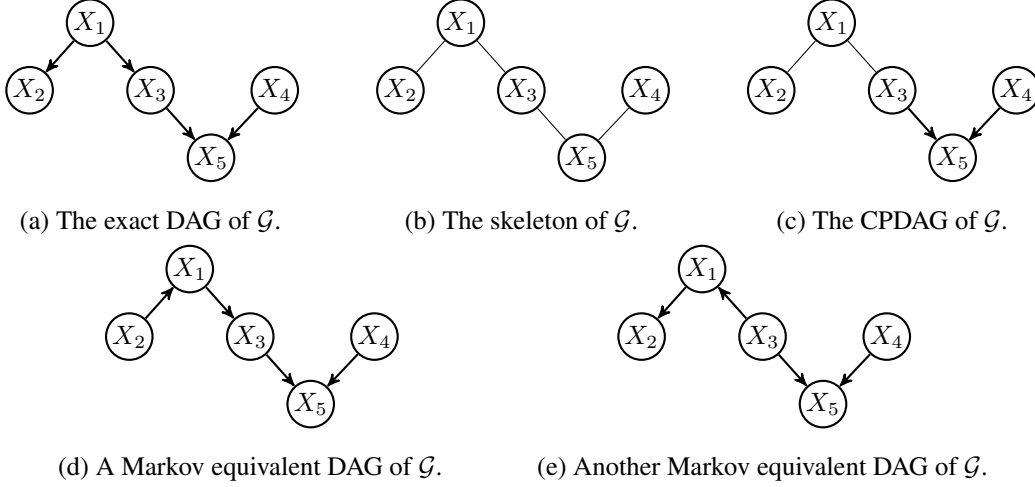 X₁ X₁ X₁
X₂ X₃ X₄ X₂ X₃ X₄ X₂ X₃ X₄
X₅ X₅ X₅
(a) The exact DAG of 𝒢. (b) The skeleton of 𝒢. (c) The CPDAG of 𝒢.
X₁ X₁
X₂ X₃ X₄ X₂ X₃ X₄
X₅ X₅
(d) A Markov equivalent DAG of 𝒢. (e) Another Markov equivalent DAG of 𝒢.